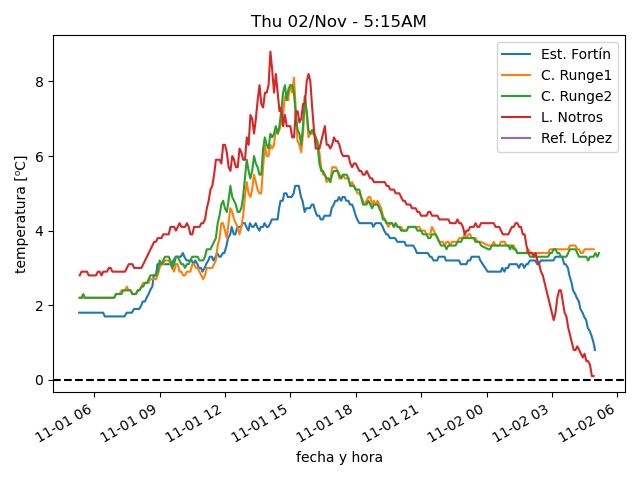 Thu 02/Nov - 5:15AM
temperatura [°C]
8
6
4
2
0
Est. Fortín
C. Runge1
C. Runge2
L. Notros
Ref. López
11-01 06
11-01 09
11-01 12
11-01 15
11-01 18
11-01 21
11-02 00
11-02 03
11-02 06
fecha y hora